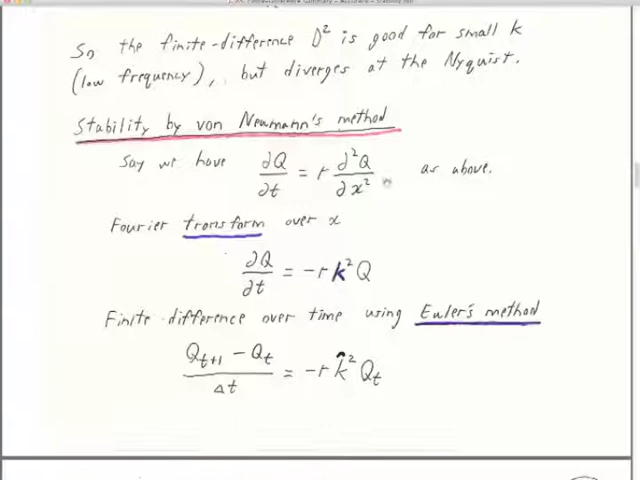 So the finite-difference D² is good for small k
(low frequency), but diverges at the Nyquist.
Stability by von Neumann's method
Say we have ∂Q/∂t = r ∂²Q/∂x² as above.
Fourier transform over x
∂Q/∂t = -r k² Q
Finite difference over time using Euler's method
(Q_{t+1} - Q_t)/Δt = -r k̂² Q_t